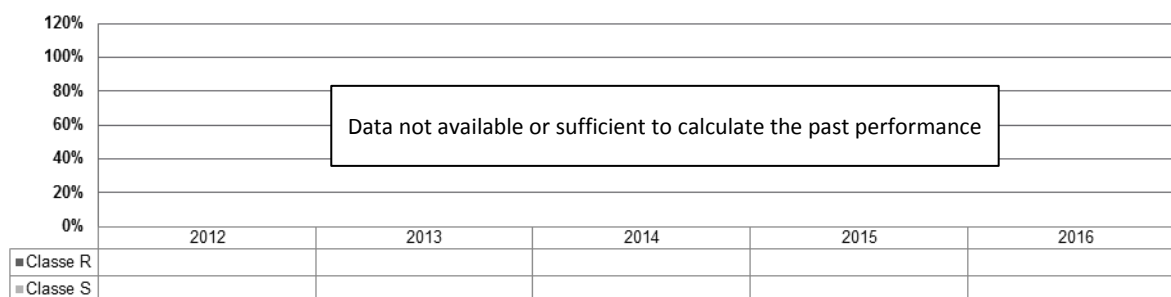 120%
100%
80%
Data not available or sufficient to calculate the past performance
60%
40%
20%
0%
2012 2013 2014 2015 2016
Classe R
Classe S